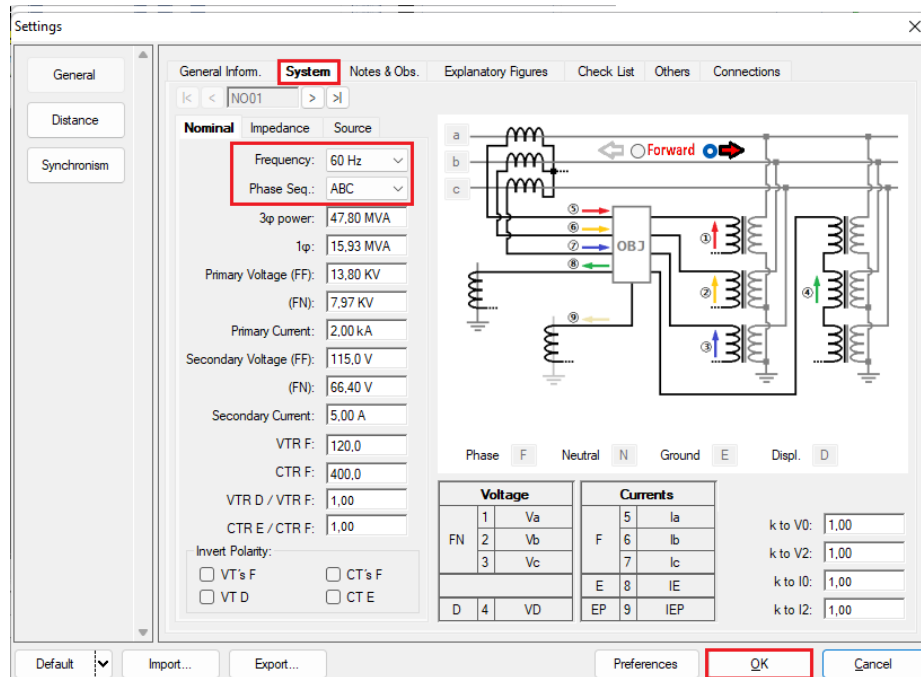 Settings
General
Distance
Synchronism
General Inform. System Notes & Obs. Explanatory Figures Check List Others Connections
|< < NO01 > >|
Nominal Impedance Source
Frequency: 60 Hz
Phase Seq.: ABC
3φ power: 47,80 MVA
1φ: 15,93 MVA
Primary Voltage (FF): 13,80 KV
(FN): 7,97 KV
Primary Current: 2,00 kA
Secondary Voltage (FF): 115,0 V
(FN): 66,40 V
Secondary Current: 5,00 A
VTR F: 120,0
CTR F: 400,0
VTR D / VTR F: 1,00
CTR E / CTR F: 1,00
Invert Polarity:
VT's F CT's F
VT D CT E
a
b
c
Forward
⑤
⑥
⑦
⑧
⑨
OBJ
①
②
③
④
Phase F Neutral N Ground E Displ. D
Voltage
FN
1 Va
2 Vb
3 Vc
D 4 VD
Currents
F
5 Ia
6 Ib
7 Ic
E 8 IE
EP 9 IEP
k to V0: 1,00
k to V2: 1,00
k to I0: 1,00
k to I2: 1,00
Default Import... Export... Preferences OK Cancel